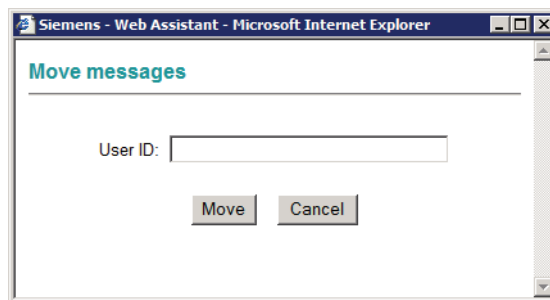 Siemens - Web Assistant - Microsoft Internet Explorer
Move messages
User ID:
Move Cancel